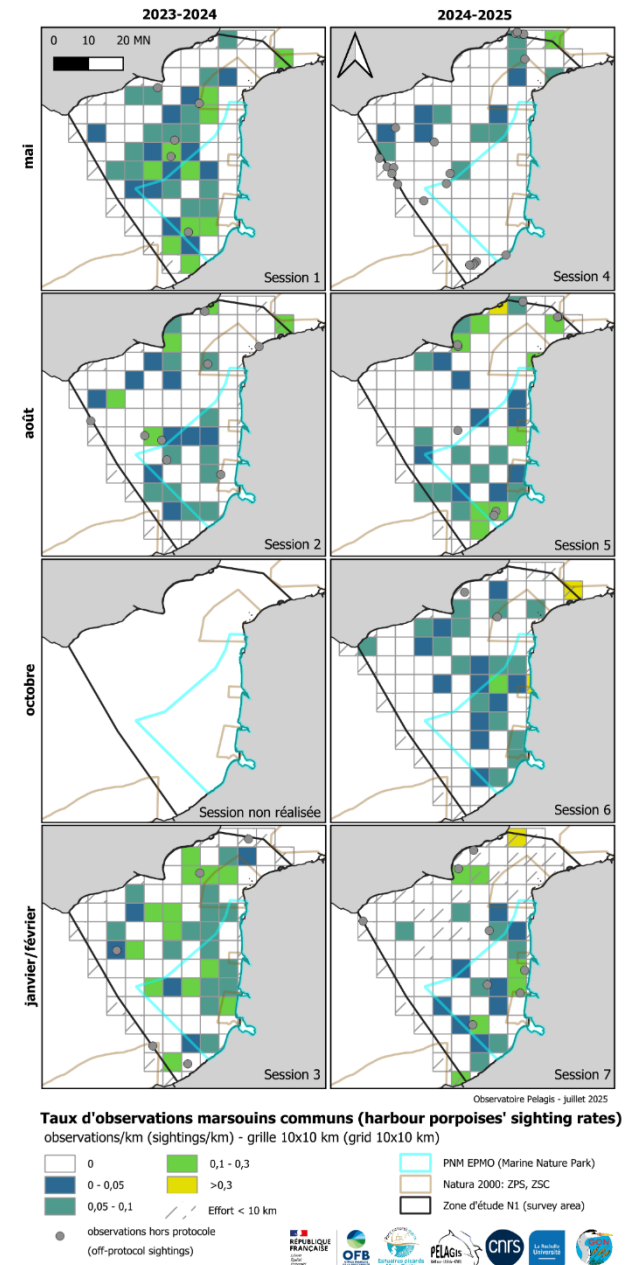 2023-2024
2024-2025
0 10 20 MN
mai
Session 1
Session 4
août
Session 2
Session 5
octobre
Session non réalisée
Session 6
janvier/février
Session 3
Session 7
Observatoire Pelagis - juillet 2025
Taux d'observations marsouins communs (harbour porpoises' sighting rates)
observations/km (sightings/km) - grille 10x10 km (grid 10x10 km)
0
0 - 0,05
0,05 - 0,1
0,1 - 0,3
>0,3
Effort < 10 km
observations hors protocole
(off-protocol sightings)
PNM EPMO (Marine Nature Park)
Natura 2000: ZPS, ZSC
Zone d'étude N1 (survey area)
RÉPUBLIQUE
FRANÇAISE
OFB
PELAGIS
cnrs
La Rochelle
Université